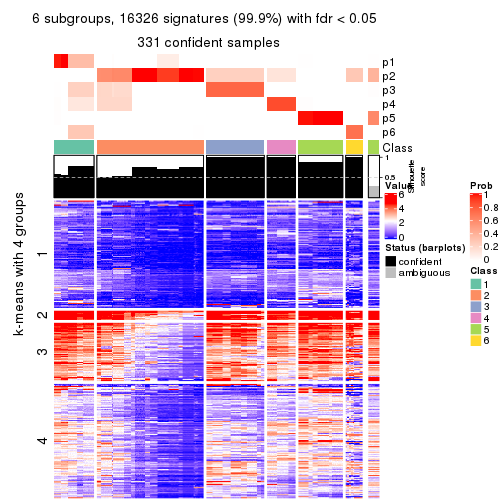 6 subgroups, 16326 signatures (99.9%) with fdr < 0.05
331 confident samples
p1
p2
p3
p4
p5
p6
Class
1
0.5
0
Silhouette
score
k-means with 4 groups
1
2
3
4
Value
6
4
2
0
Status (barplots)
confident
ambiguous
Prob
1
0.8
0.6
0.4
0.2
0
Class
1
2
3
4
5
6